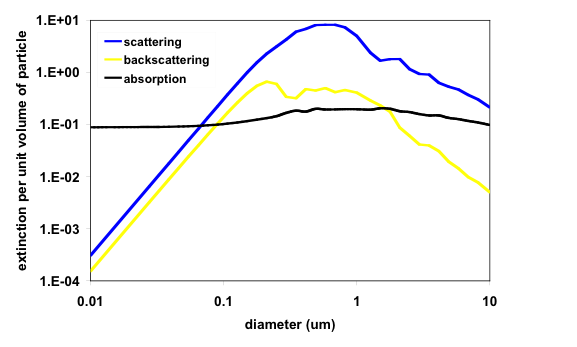 extinction per unit volume of particle
1.E+01
1.E+00
1.E-01
1.E-02
1.E-03
1.E-04
scattering
backscattering
absorption
0.01 0.1 1 10
diameter (um)